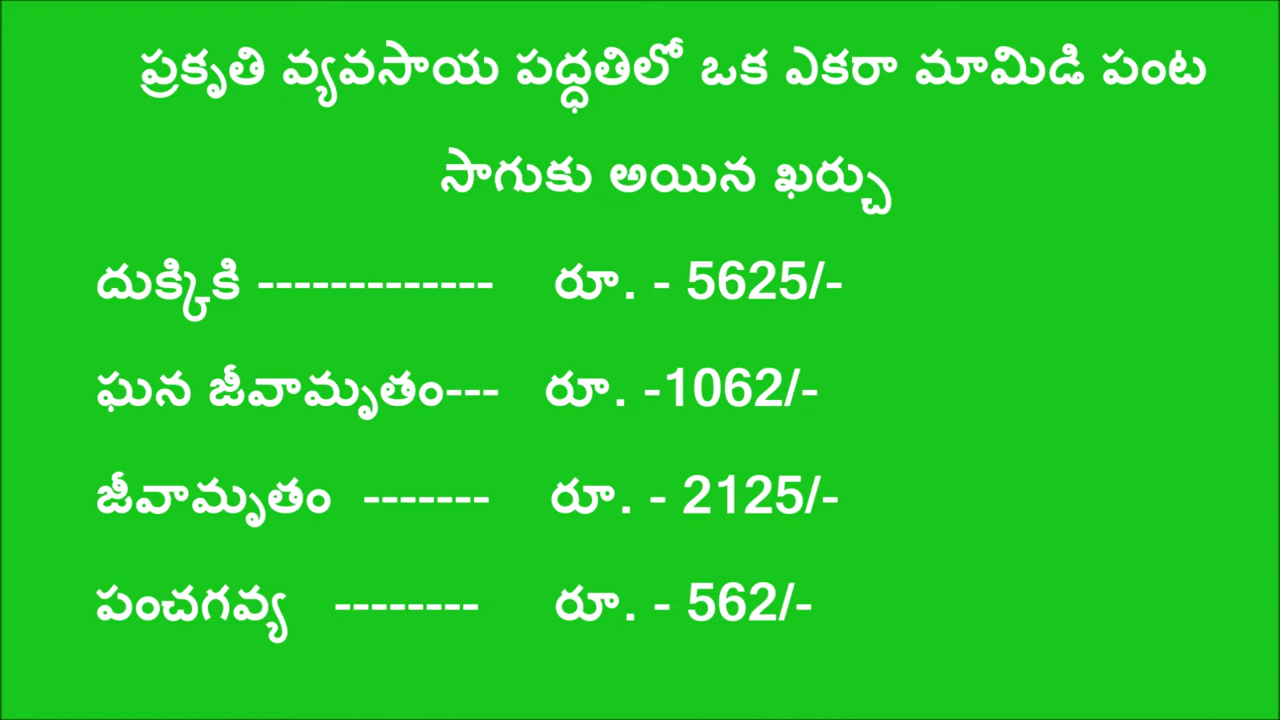 ప్రకృతి వ్యవసాయ పద్ధతిలో ఒక ఎకరా మామిడి పంట
సాగుకు అయిన ఖర్చు
దుక్కికి ------------- రూ. - 5625/-
ఘన జీవామృతం--- రూ. -1062/-
జీవామృతం ------- రూ. - 2125/-
పంచగవ్య -------- రూ. - 562/-